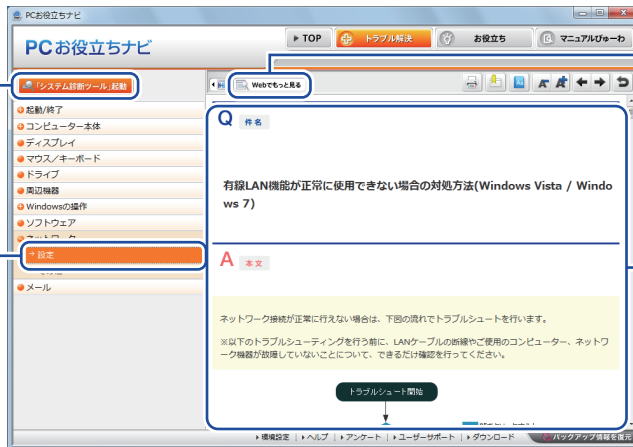 PCお役立ちナビ
PCお役立ちナビ
TOP
トラブル解決
お役立ち
マニュアルびゅーわ
「システム診断ツール」起動
Webでもっと見る
起動/終了
コンピューター本体
ディスプレイ
マウス/キーボード
ドライブ
周辺機器
Windowsの操作
ソフトウェア
ネットワーク
設定
メール
Q 件名
有線LAN機能が正常に使用できない場合の対処方法(Windows Vista / Windo
ws 7)
A 本文
ネットワーク接続が正常に行えない場合は、下図の流れでトラブルシュートを行います。
※以下のトラブルシューティングを行う前に、LANケーブルの断線やご使用のコンピューター、ネットワ
ーク機器が故障していないことについて、できるだけ確認を行ってください。
トラブルシュート開始
環境設定 | ヘルプ | アンケート | ユーザーサポート | ダウンロード
バックアップ情報を復元